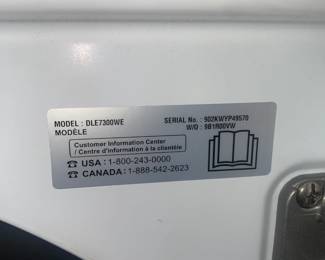 MODEL : DLE7300WE
MODÈLE
SERIAL No. : 902KWYP49570
W/O : 9B1R00VW
Customer Information Center /
Centre d'information à la clientèle
☎ USA : 1-800-243-0000
☎ CANADA : 1-888-542-2623